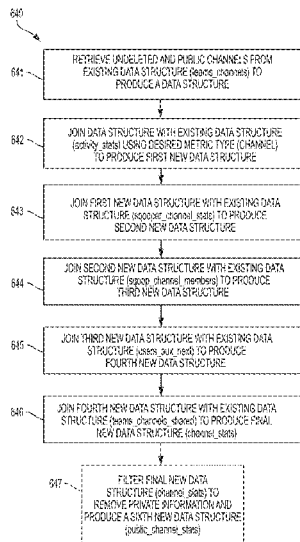 640
641
RETRIEVE UNDELETED AND PUBLIC CHANNELS FROM
EXISTING DATA STRUCTURE (teams_channels) TO
PRODUCE A DATA STRUCTURE
642
JOIN DATA STRUCTURE WITH EXISTING DATA STRUCTURE
(activity_stats) USING DESIRED METRIC TYPE (CHANNEL)
TO PRODUCE FIRST NEW DATA STRUCTURE
643
JOIN FIRST NEW DATA STRUCTURE WITH EXISTING DATA
STRUCTURE TO PRODUCE
SECOND NEW DATA STRUCTURE
644
JOIN SECOND NEW DATA STRUCTURE WITH EXISTING DATA
STRUCTURE TO PRODUCE
THIRD NEW DATA STRUCTURE
645
JOIN THIRD NEW DATA STRUCTURE WITH EXISTING DATA
STRUCTURE TO PRODUCE
FOURTH NEW DATA STRUCTURE
646
JOIN FOURTH NEW DATA STRUCTURE WITH EXISTING DATA
STRUCTURE (teams_channels_shared) TO PRODUCE FINAL
NEW DATA STRUCTURE (channel_stats)
647
FILTER FINAL NEW DATA
STRUCTURE (channel_stats) TO
REMOVE PRIVATE INFORMATION AND
PRODUCE A SIXTH NEW DATA STRUCTURE
(public_channel_stats)